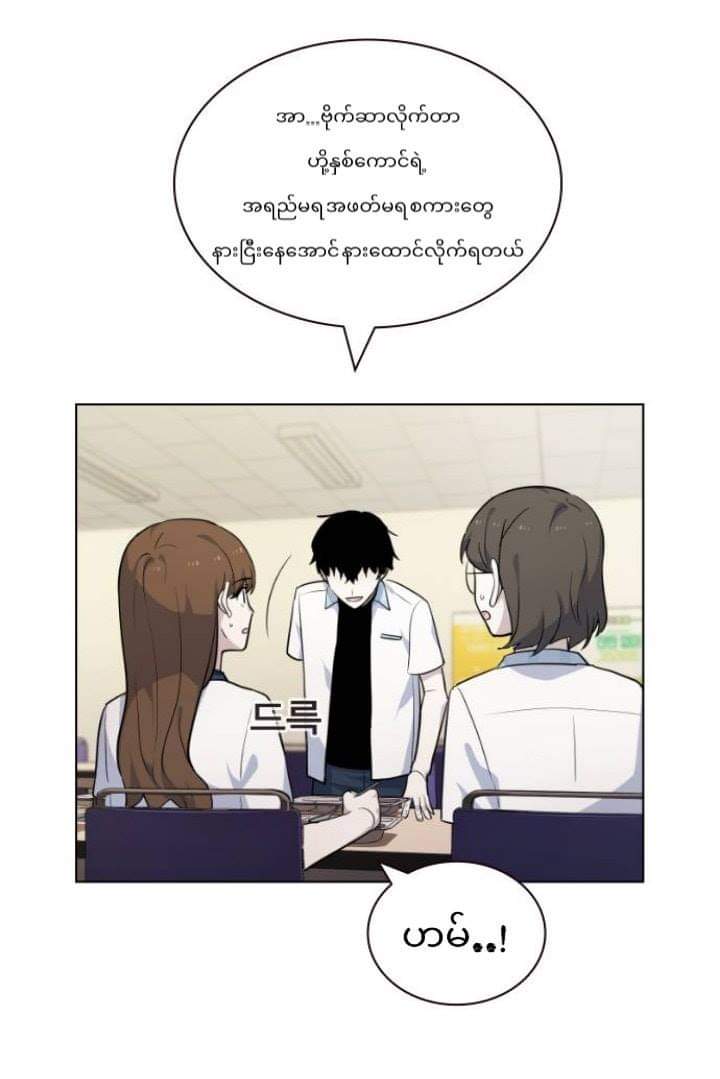 အာ,,,ဗိုက်ဆာလိုက်တာ
ဟို့နှစ်ကောင်ရဲ့
အရည်မရအဖတ်မရစကားတွေ
နားငြီးနေအောင်နားထောင်လိုက်ရတယ်
드륵
ဟမ်..!